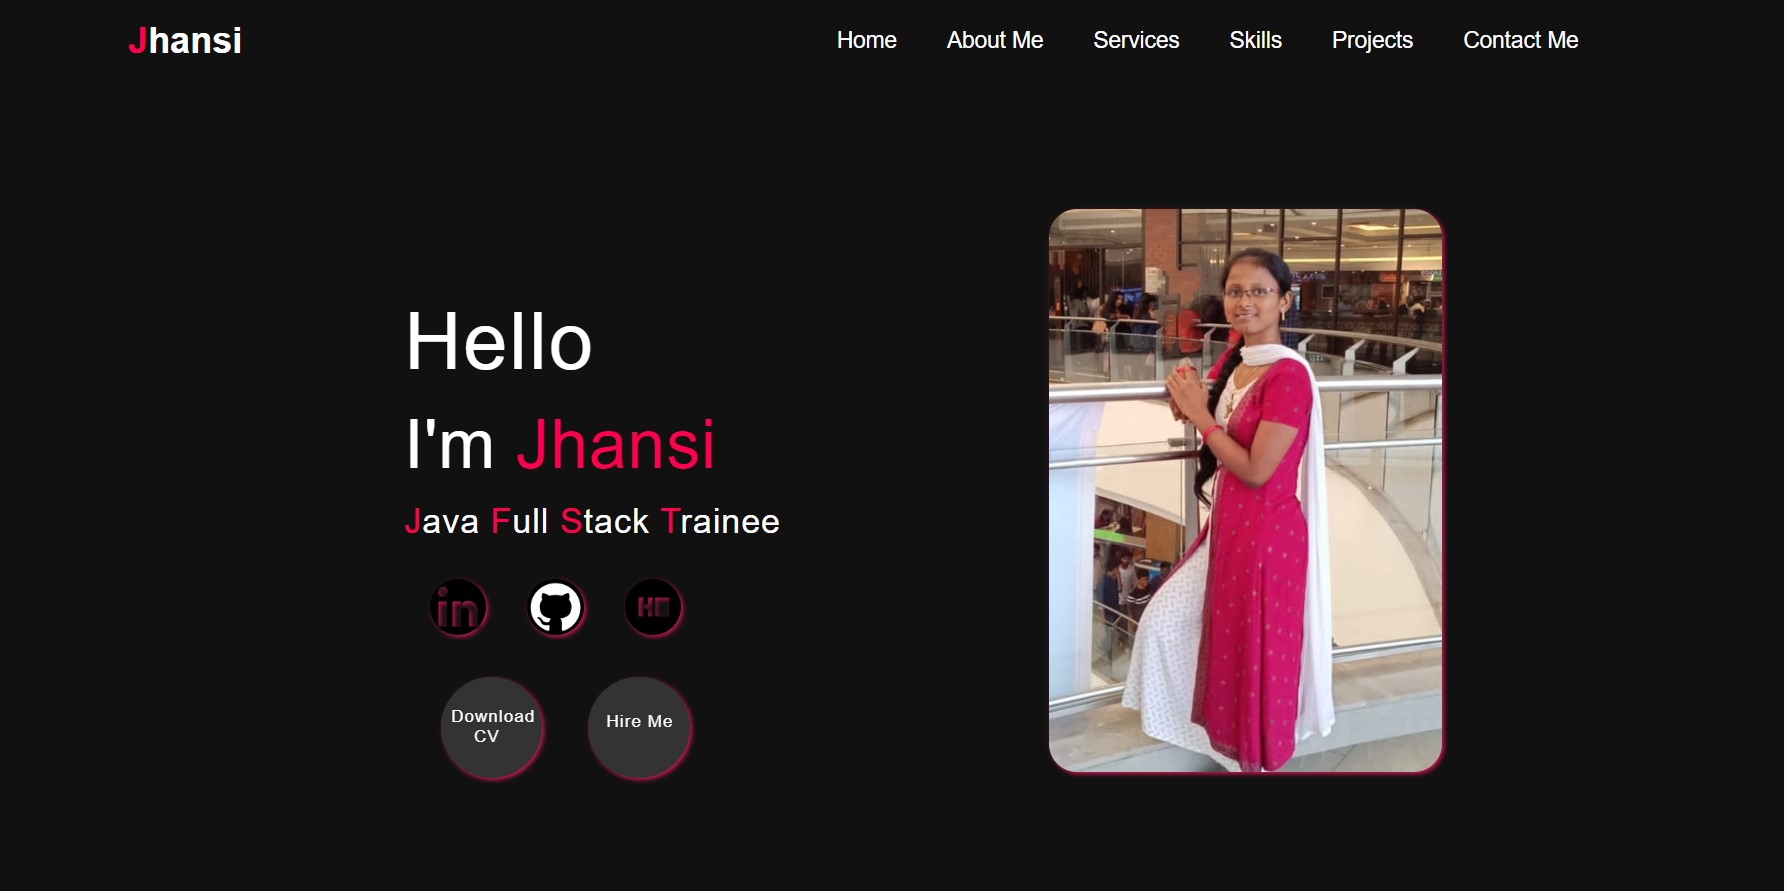 Jhansi
Home
About Me
Services
Skills
Projects
Contact Me
Hello
I'm Jhansi
Java Full Stack Trainee
in
Download
CV
Hire Me